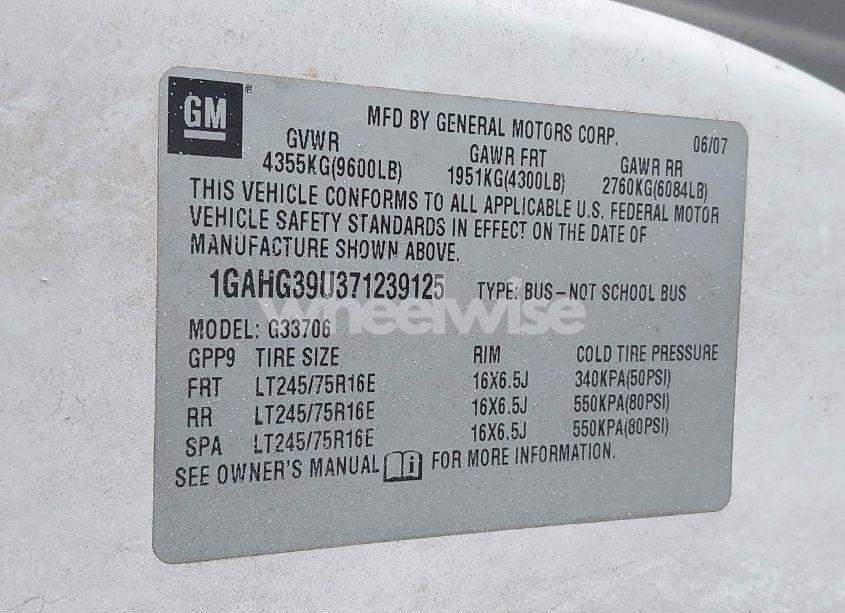 GM ®
MFD BY GENERAL MOTORS CORP. 06/07
GVWR GAWR FRT GAWR RR
4355KG(9600LB) 1951KG(4300LB) 2760KG(6084LB)
THIS VEHICLE CONFORMS TO ALL APPLICABLE U.S. FEDERAL MOTOR
VEHICLE SAFETY STANDARDS IN EFFECT ON THE DATE OF
MANUFACTURE SHOWN ABOVE.
1GAHG39U371239125 TYPE: BUS-NOT SCHOOL BUS
wheelwise
MODEL: G33706
GPP9 TIRE SIZE RIM COLD TIRE PRESSURE
FRT LT245/75R16E 16X6.5J 340KPA(50PSI)
RR LT245/75R16E 16X6.5J 550KPA(80PSI)
SPA LT245/75R16E 16X6.5J 550KPA(80PSI)
SEE OWNER'S MANUAL FOR MORE INFORMATION.